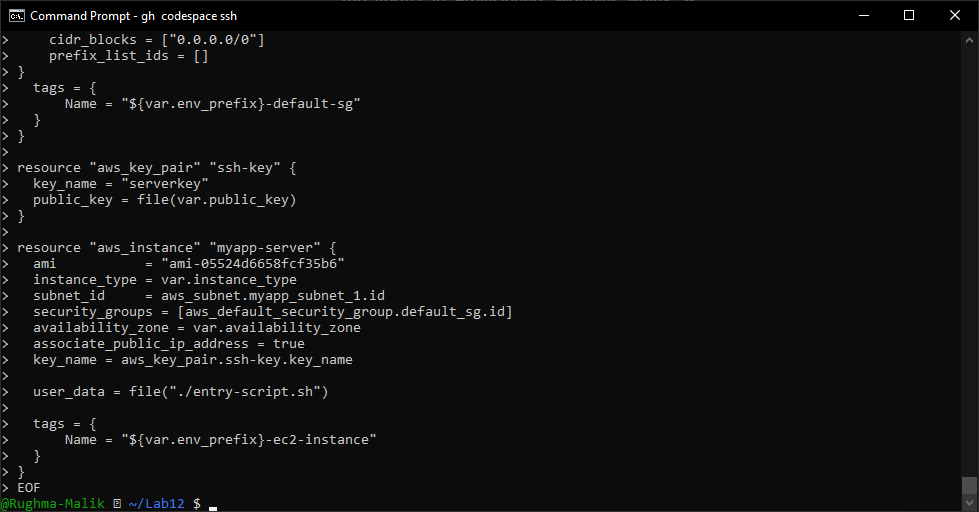 Command Prompt - gh  codespace ssh
>     cidr_blocks = ["0.0.0.0/0"]
>     prefix_list_ids = []
> }
>   tags = {
>       Name = "${var.env_prefix}-default-sg"
>   }
> }
>
> resource "aws_key_pair" "ssh-key" {
>   key_name = "serverkey"
>   public_key = file(var.public_key)
> }
>
> resource "aws_instance" "myapp-server" {
>   ami           = "ami-05524d6658fcf35b6"
>   instance_type = var.instance_type
>   subnet_id     = aws_subnet.myapp_subnet_1.id
>   security_groups = [aws_default_security_group.default_sg.id]
>   availability_zone = var.availability_zone
>   associate_public_ip_address = true
>   key_name = aws_key_pair.ssh-key.key_name
>
>   user_data = file("./entry-script.sh")
>
>   tags = {
>       Name = "${var.env_prefix}-ec2-instance"
>   }
> }
> EOF
@Rughma-Malik ~/Lab12 $